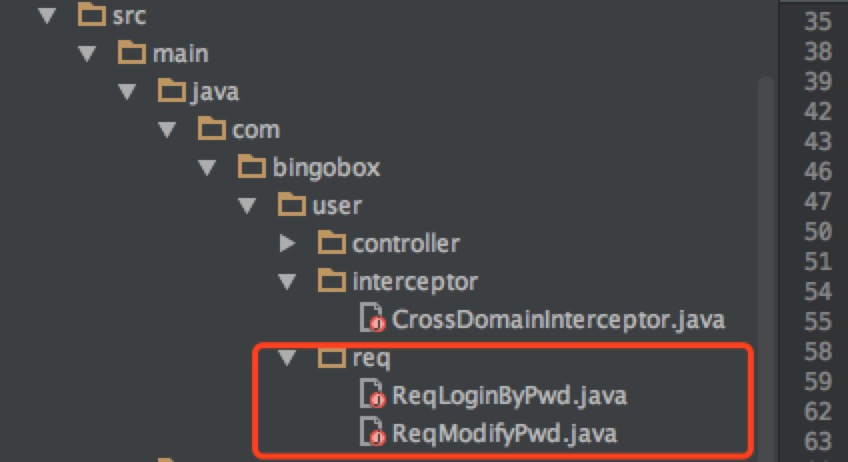 src
main
java
com
bingobox
user
controller
interceptor
CrossDomainInterceptor.java
req
ReqLoginByPwd.java
ReqModifyPwd.java
35
38
39
42
43
46
47
50
51
54
55
58
59
62
63